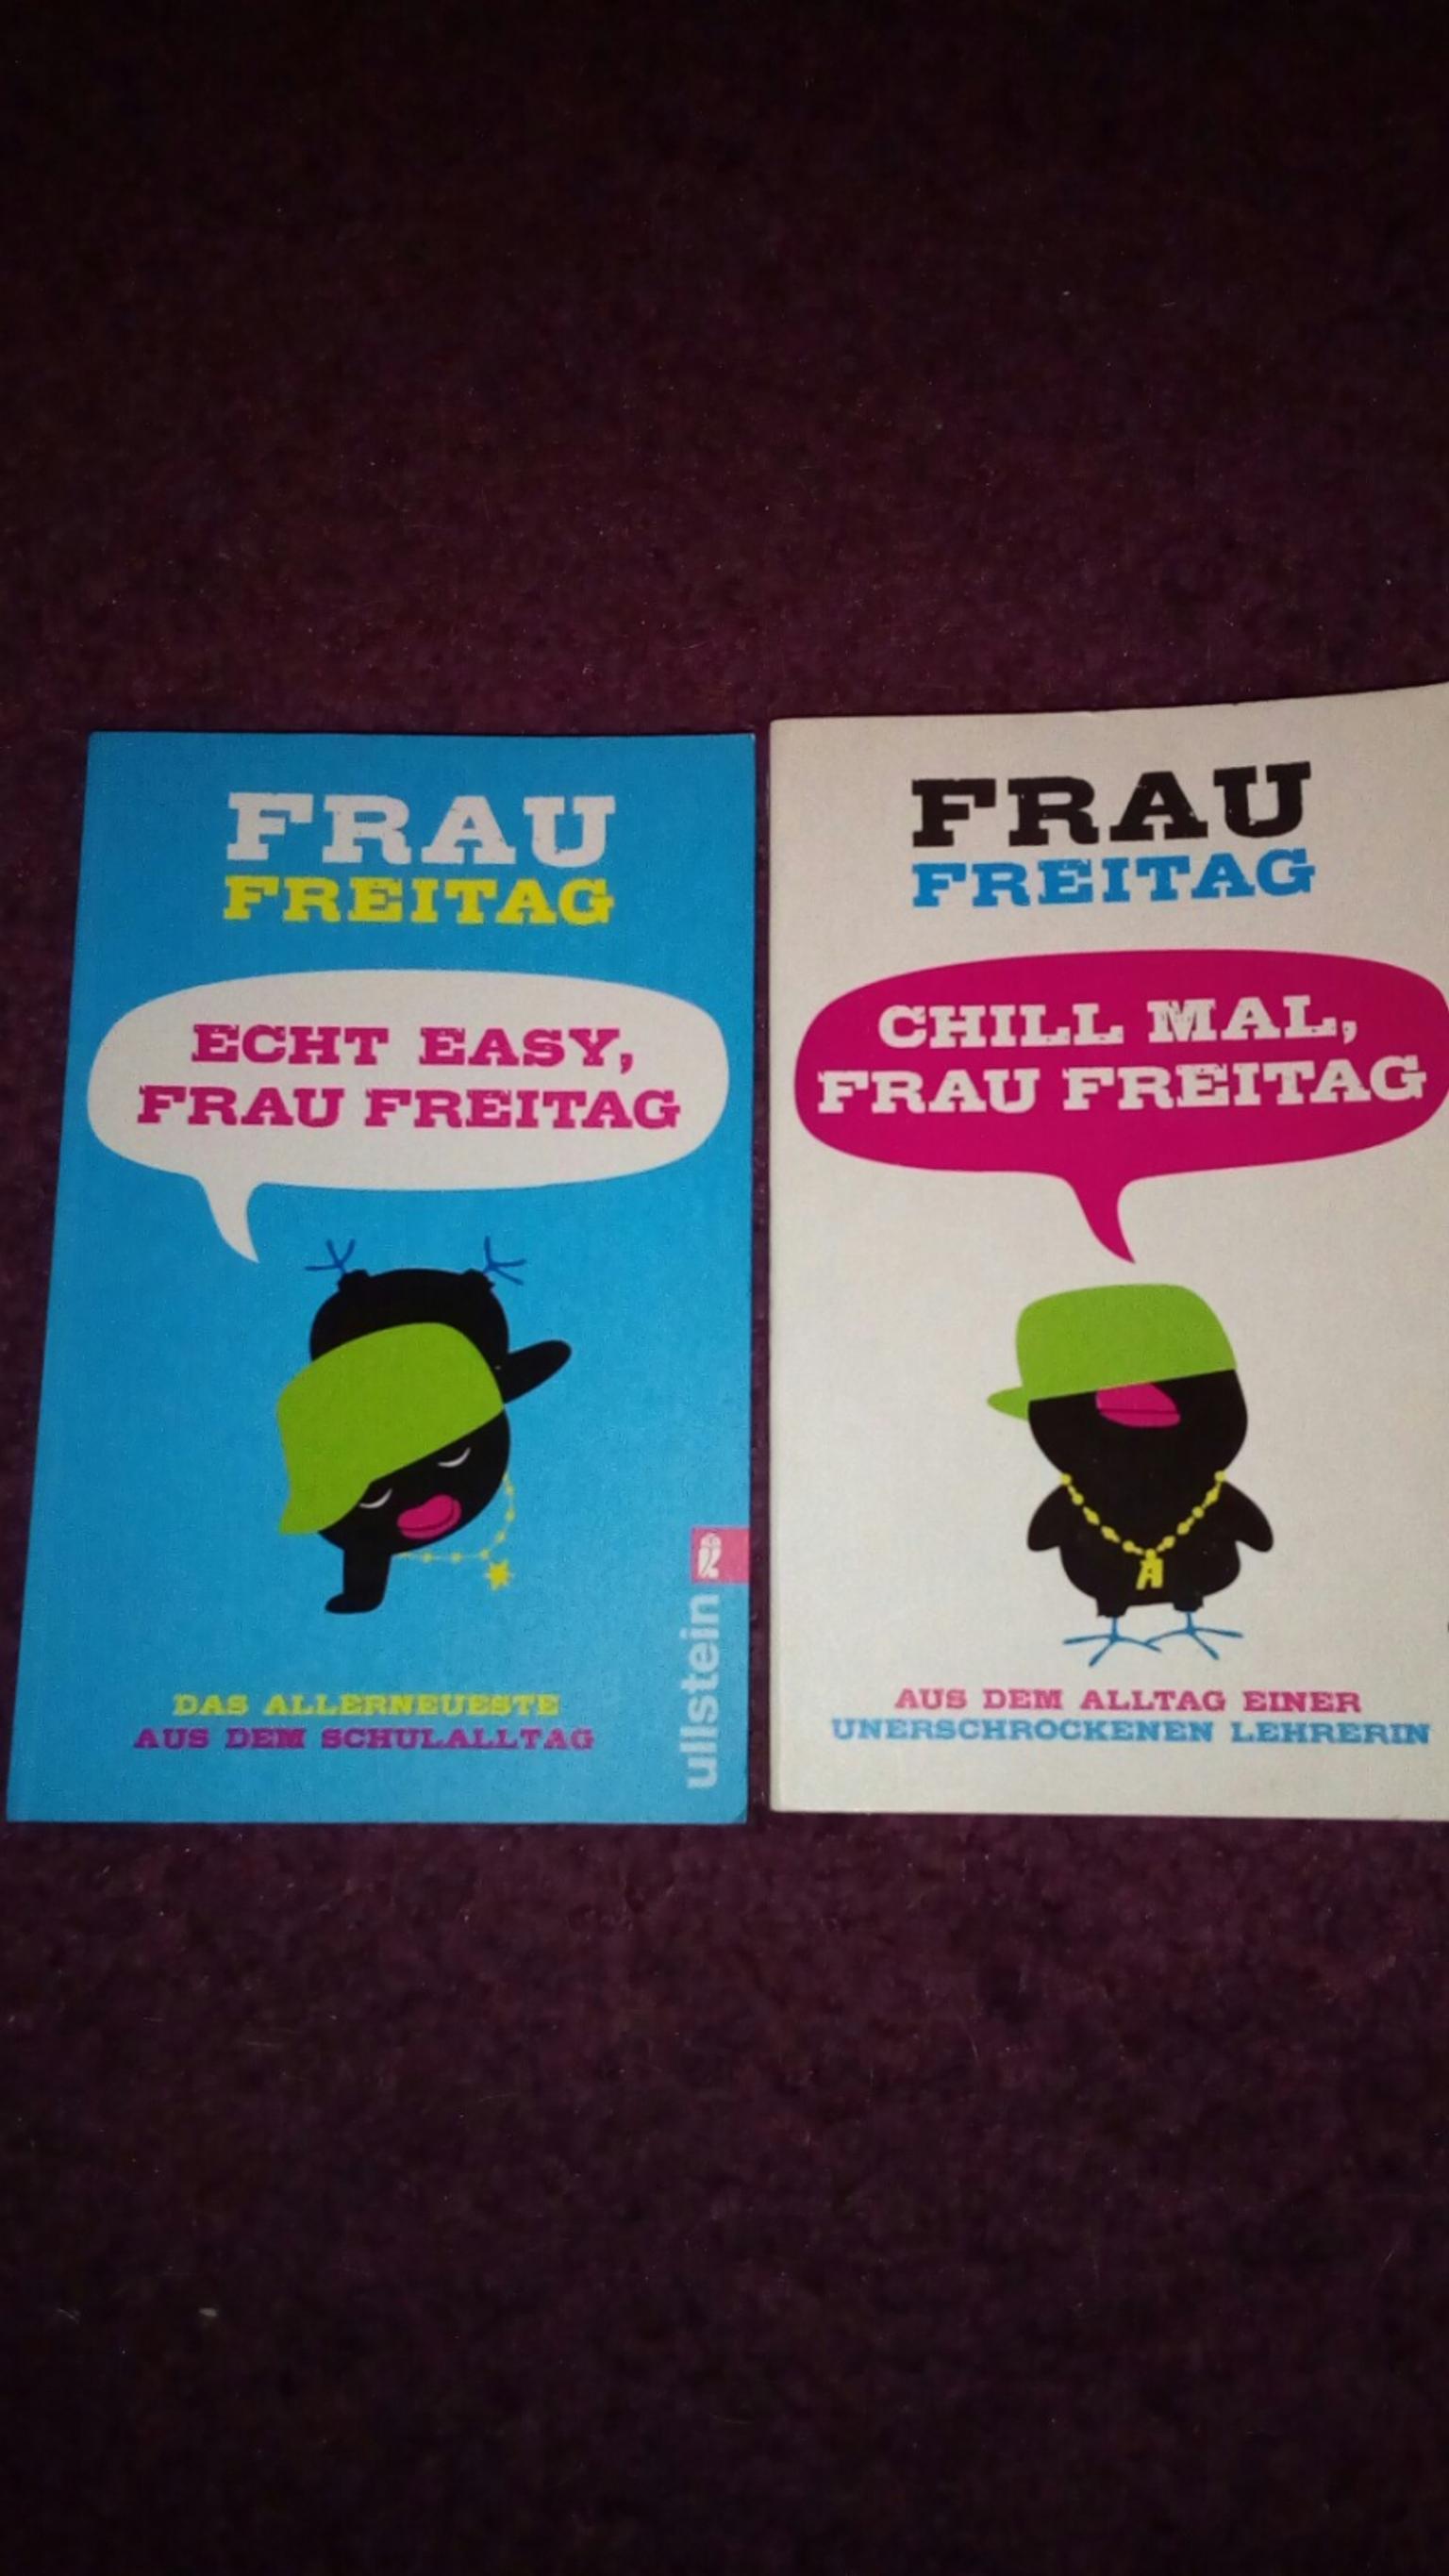 FRAU
FREITAG
ECHT EASY,
FRAU FREITAG
DAS ALLERNEUESTE
AUS DEM SCHULALLTAG
ullstein
FRAU
FREITAG
CHILL MAL,
FRAU FREITAG
A
AUS DEM ALLTAG EINER
UNERSCHROCKENEN LEHRERIN